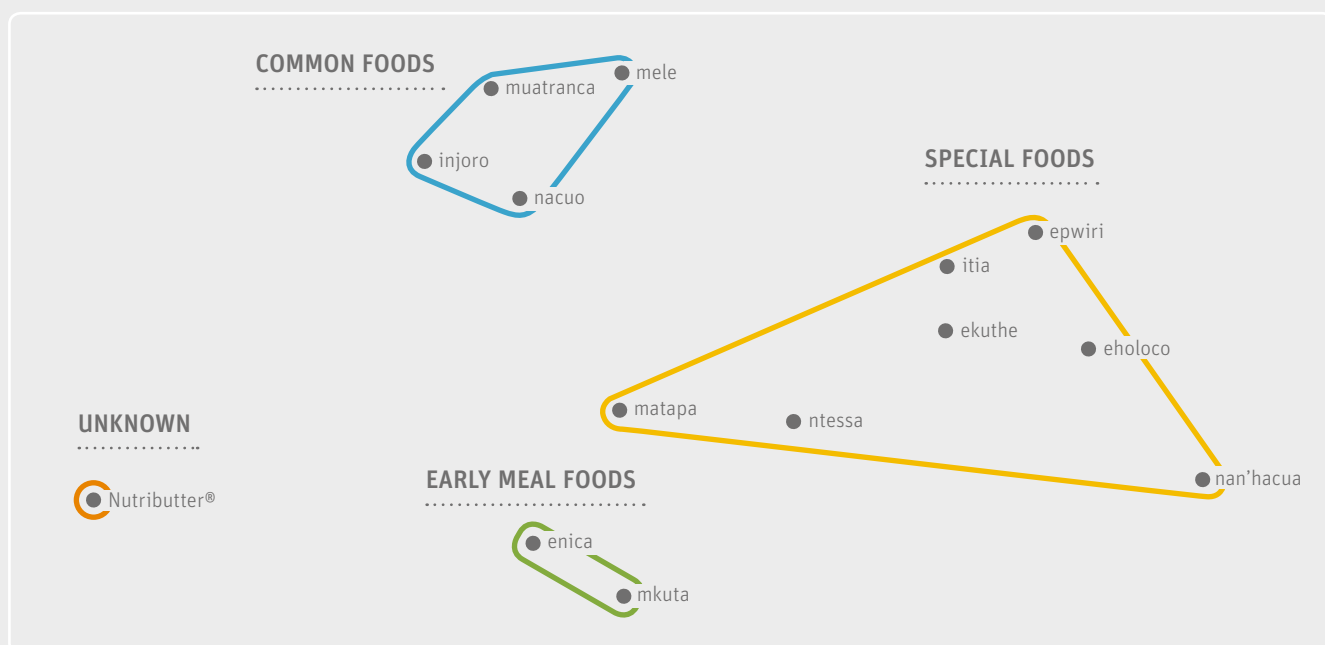 COMMON FOODS
mele
muatranca
injoro
nacuo
SPECIAL FOODS
epwiri
itia
ekuthe
eholoco
matapa
ntessa
nan’hacua
UNKNOWN
Nutributter®
EARLY MEAL FOODS
enica
mkuta